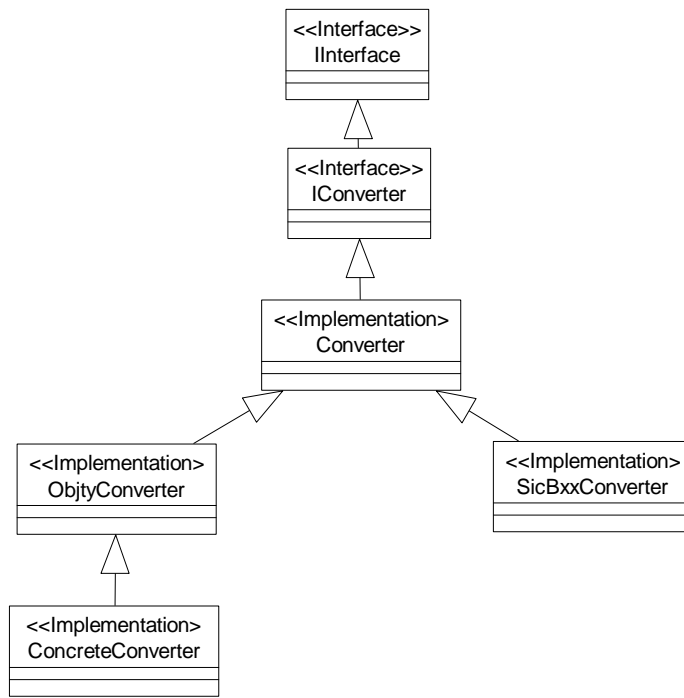 <<Interface>>
IInterface
<<Interface>>
IConverter
<<Implementation>
Converter
<<Implementation>
ObjtyConverter
<<Implementation>
SicBxxConverter
<<Implementation>
ConcreteConverter